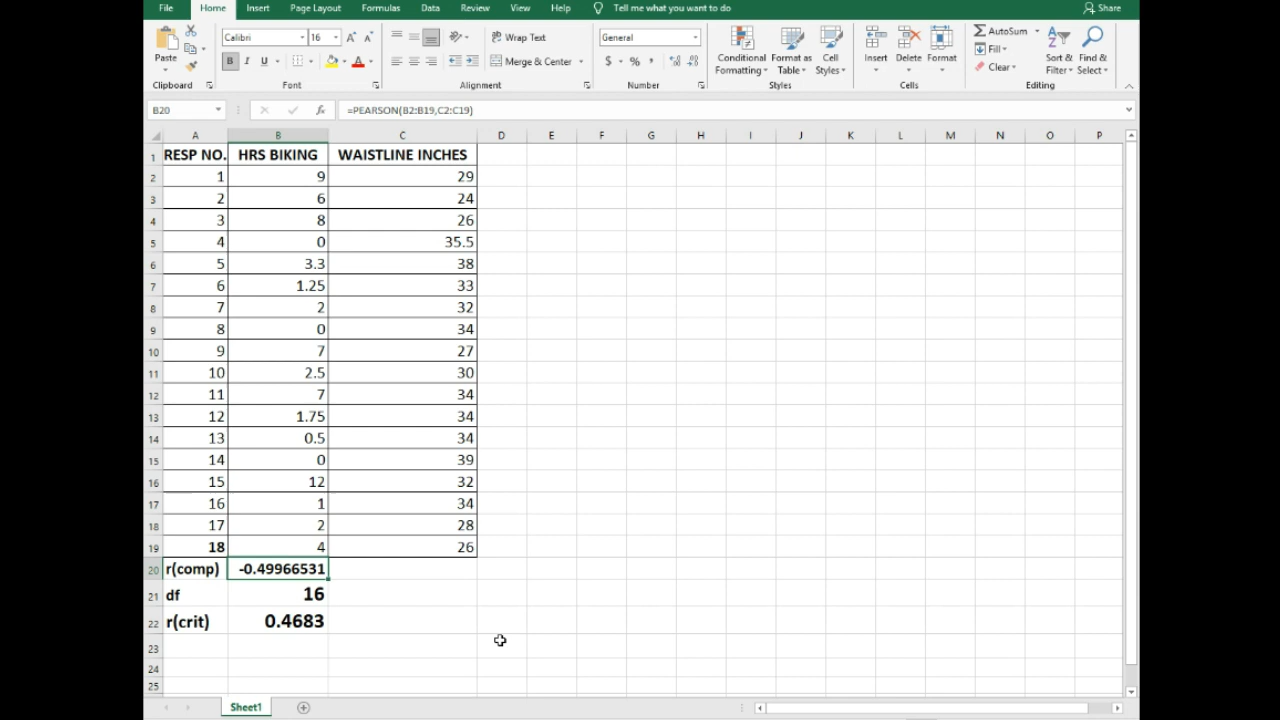 File Home Insert Page Layout Formulas Data Review View Help Tell me what you want to do Share
Calibri 16 Wrap Text General AutoSum
Paste B I U Merge & Center $ % , Conditional Formatting Format as Table Cell Styles Insert Delete Format Fill Clear Sort & Filter Find & Select
Clipboard Font Alignment Number Styles Cells Editing
B20 fx =PEARSON(B2:B19,C2:C19)
A B C D E F G H I J K L M N O P
1 RESP NO. HRS BIKING WAISTLINE INCHES
2 1 9 29
3 2 6 24
4 3 8 26
5 4 0 35.5
6 5 3.3 38
7 6 1.25 33
8 7 2 32
9 8 0 34
10 9 7 27
11 10 2.5 30
12 11 7 34
13 12 1.75 34
14 13 0.5 34
15 14 0 39
16 15 12 32
17 16 1 34
18 17 2 28
19 18 4 26
20 r(comp) -0.49966531
21 df 16
22 r(crit) 0.4683
23
24
25
Sheet1